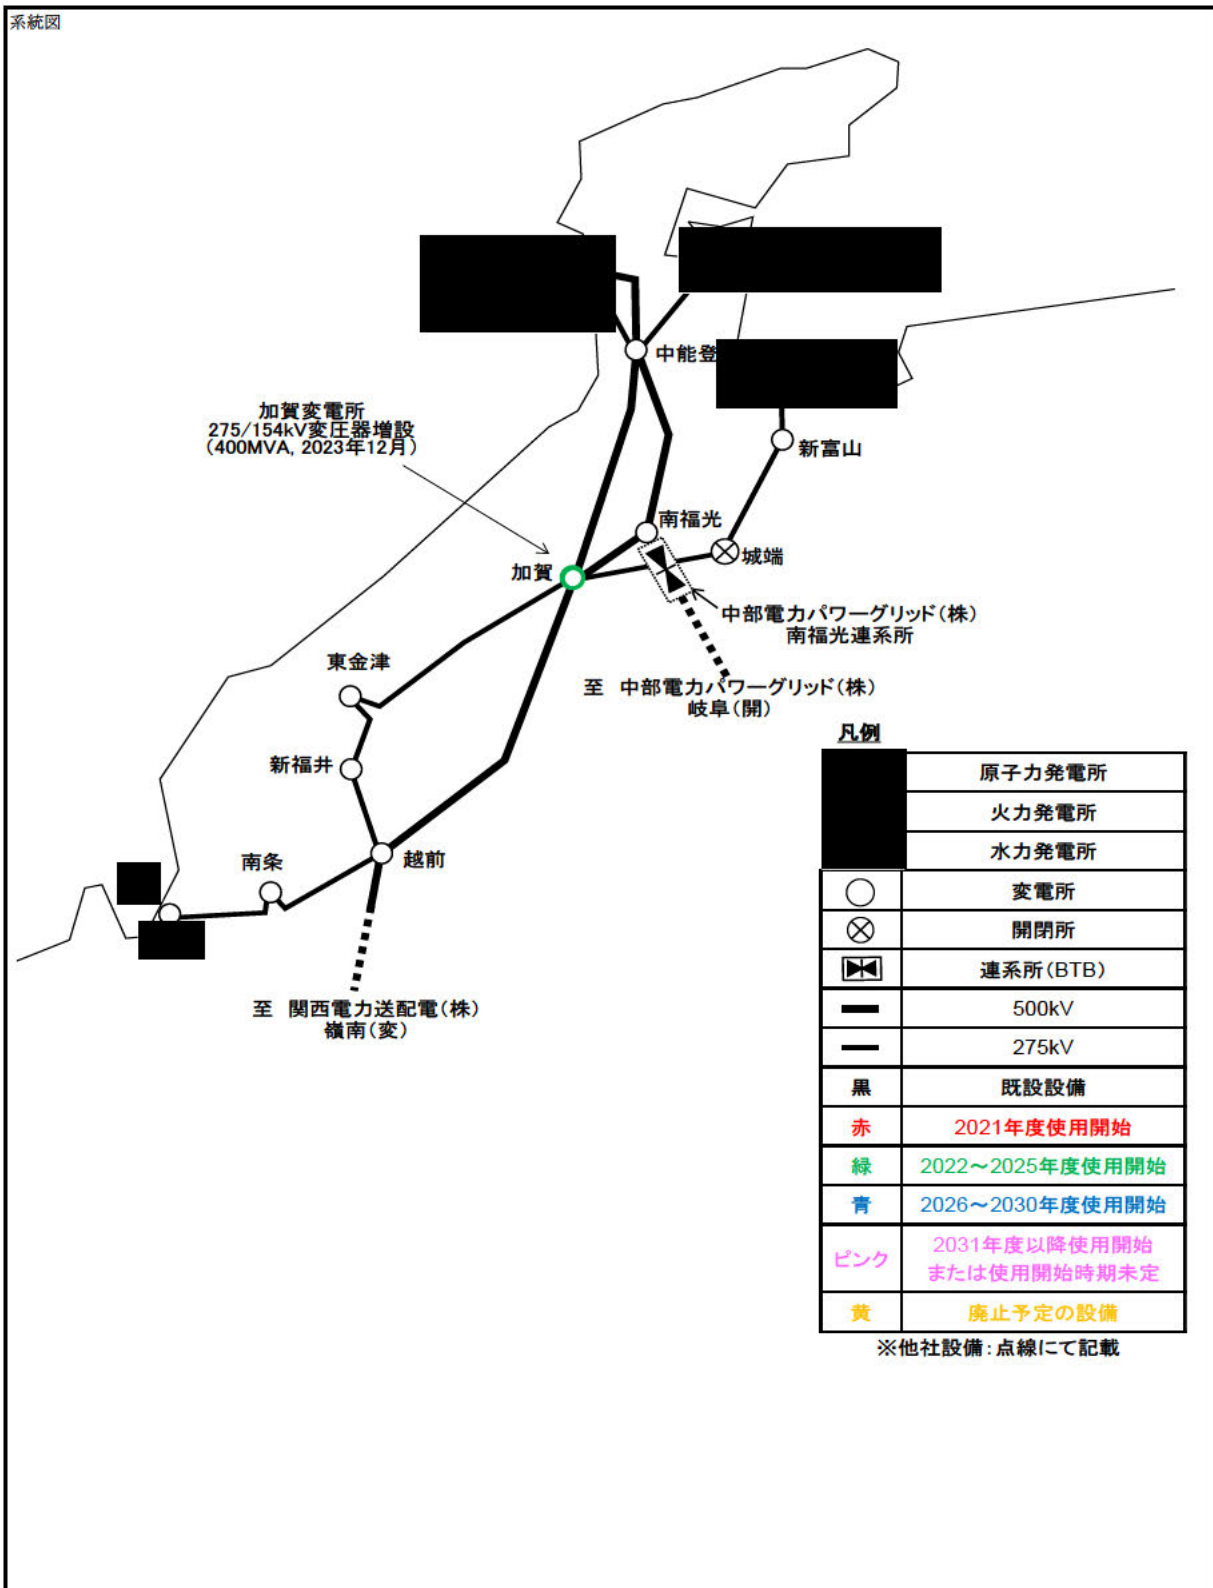 系統図
中能登
加賀変電所
275/154kV変圧器増設
(400MVA, 2023年12月)
新富山
南福光
城端
加賀
中部電力パワーグリッド(株)
南福光連系所
東金津
至 中部電力パワーグリッド(株)
岐阜(開)
新福井
南条
越前
至 関西電力送配電(株)
嶺南(変)
凡例
原子力発電所
火力発電所
水力発電所
変電所
開閉所
連系所(BTB)
500kV
275kV
黒 既設設備
赤 2021年度使用開始
緑 2022～2025年度使用開始
青 2026～2030年度使用開始
ピンク 2031年度以降使用開始
または使用開始時期未定
黄 廃止予定の設備
※他社設備:点線にて記載